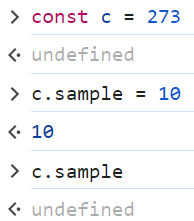 const c = 273
undefined
c.sample = 10
10
c.sample
undefined